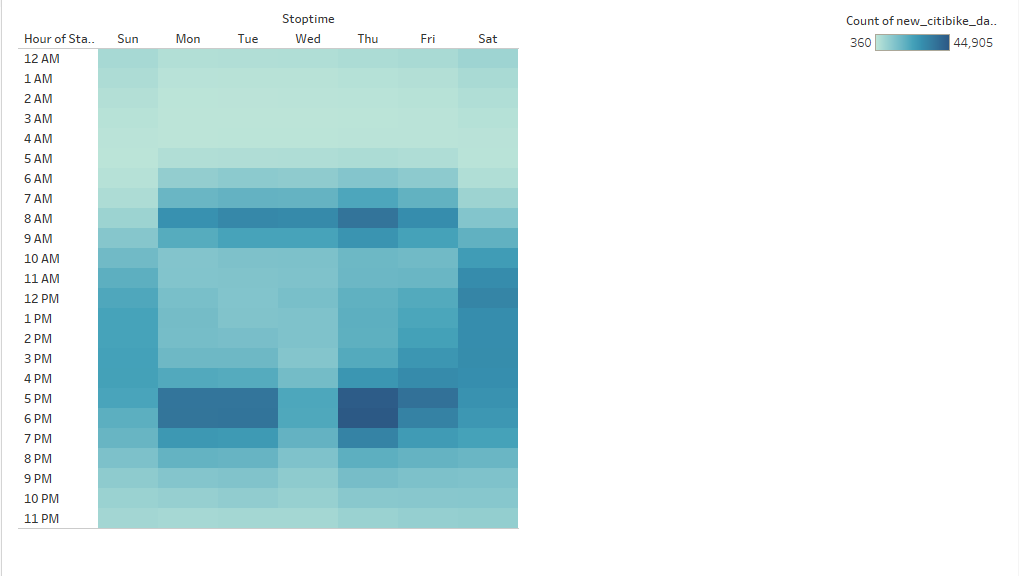 Stoptime
Hour of Sta.. Sun Mon Tue Wed Thu Fri Sat
12 AM
1 AM
2 AM
3 AM
4 AM
5 AM
6 AM
7 AM
8 AM
9 AM
10 AM
11 AM
12 PM
1 PM
2 PM
3 PM
4 PM
5 PM
6 PM
7 PM
8 PM
9 PM
10 PM
11 PM
Count of new_citibike_da..
360 44,905